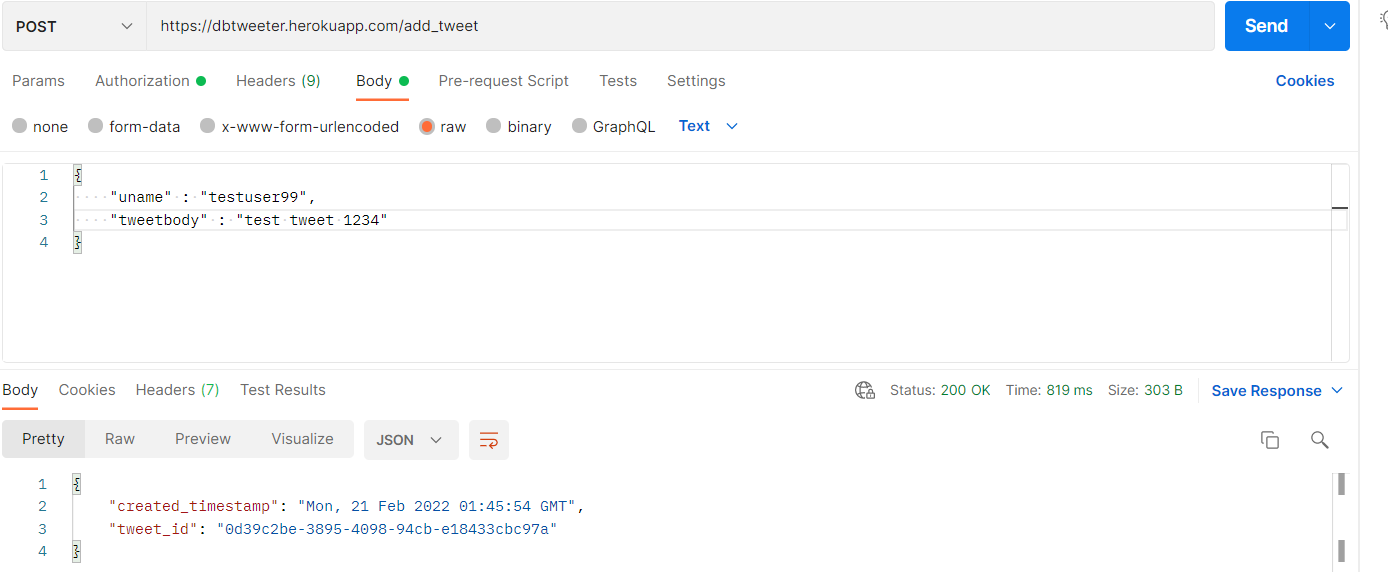 POST https://dbtweeter.herokuapp.com/add_tweet Send
Params Authorization Headers (9) Body Pre-request Script Tests Settings Cookies
none form-data x-www-form-urlencoded raw binary GraphQL Text
1 {
2 "uname" : "testuser99",
3 "tweetbody" : "test tweet 1234"
4 }
Body Cookies Headers (7) Test Results Status: 200 OK Time: 819 ms Size: 303 B Save Response
Pretty Raw Preview Visualize JSON
1 {
2 "created_timestamp": "Mon, 21 Feb 2022 01:45:54 GMT",
3 "tweet_id": "0d39c2be-3895-4098-94cb-e18433cbc97a"
4 }